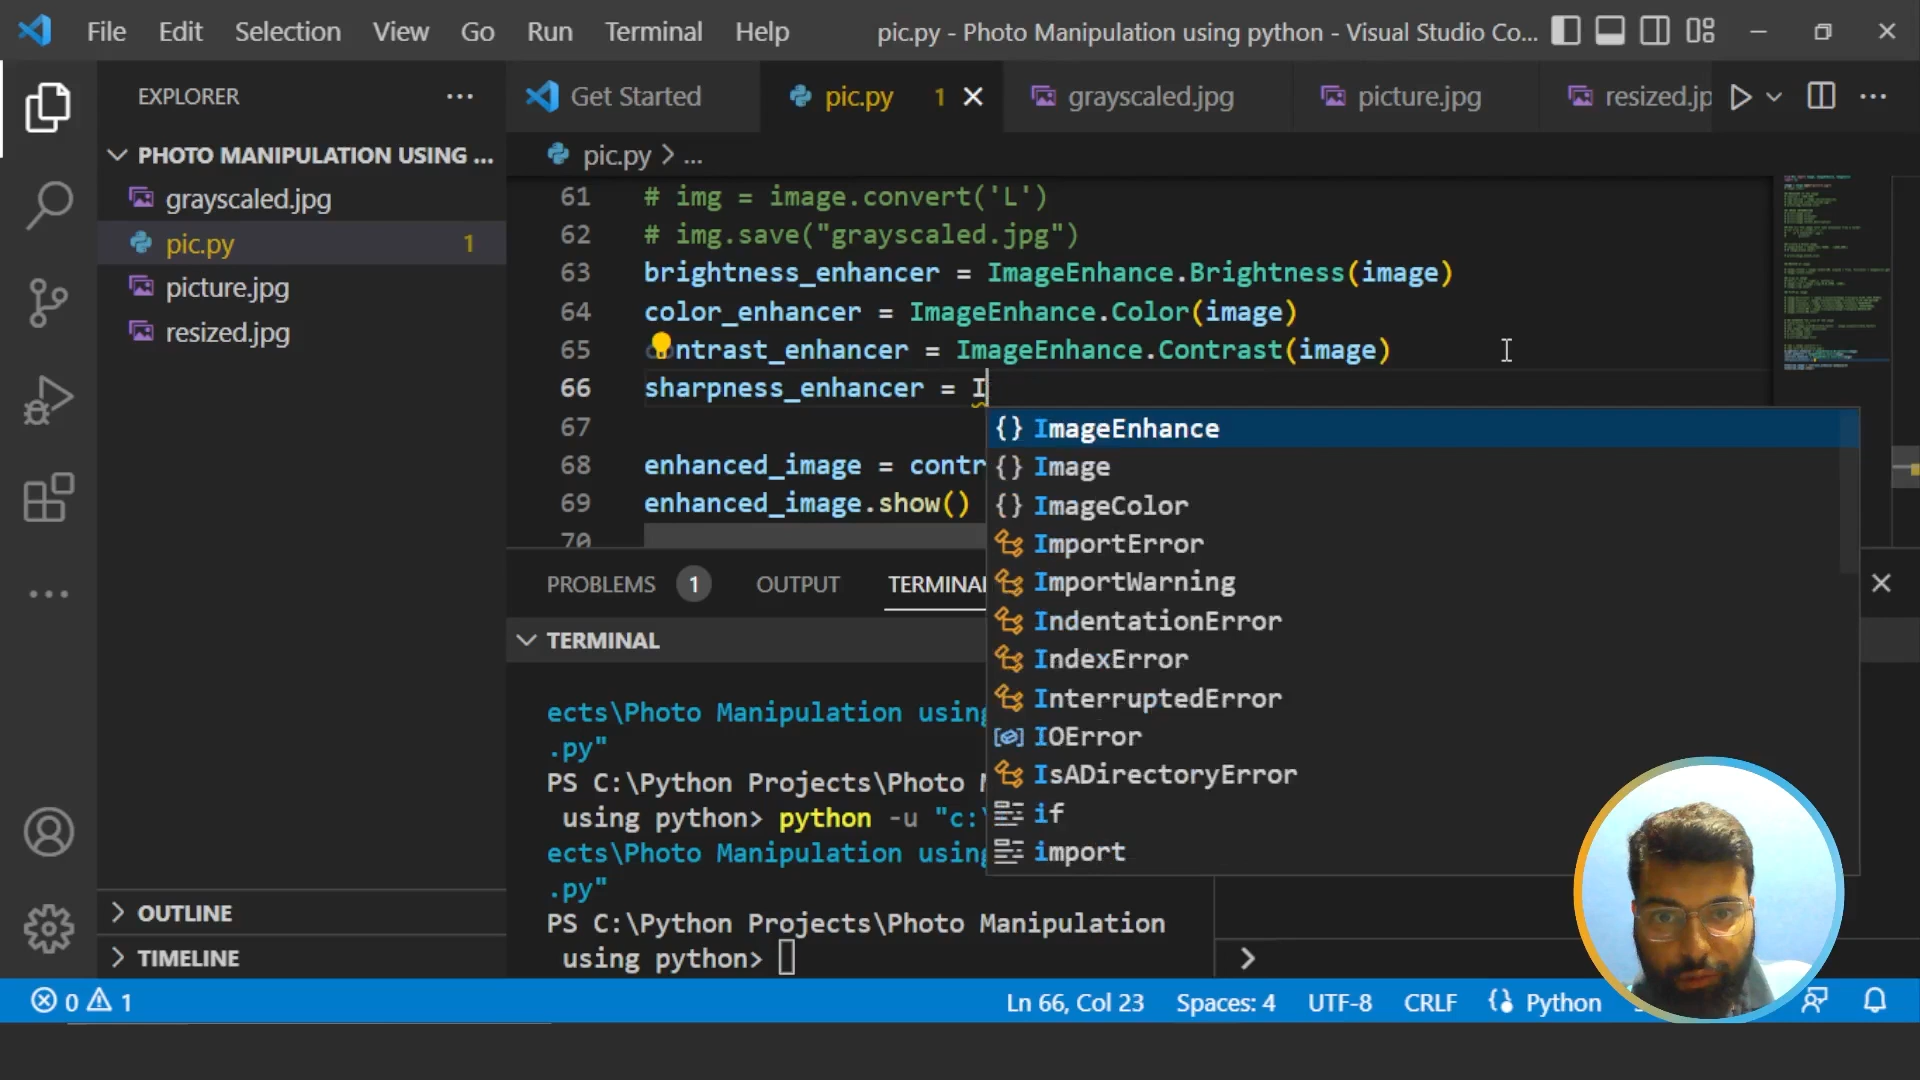 File Edit Selection View Go Run Terminal Help pic.py - Photo Manipulation using python - Visual Studio Co...
EXPLORER
PHOTO MANIPULATION USING ...
grayscaled.jpg
pic.py 1
picture.jpg
resized.jpg
OUTLINE
TIMELINE
Get Started pic.py 1 grayscaled.jpg picture.jpg resized.jp
pic.py > ...
61 # img = image.convert('L')
62 # img.save("grayscaled.jpg")
63 brightness_enhancer = ImageEnhance.Brightness(image)
64 color_enhancer = ImageEnhance.Color(image)
65 contrast_enhancer = ImageEnhance.Contrast(image)
66 sharpness_enhancer = I
67
68 enhanced_image = contr
69 enhanced_image.show()
70
{} ImageEnhance
{} Image
{} ImageColor
ImportError
ImportWarning
IndentationError
IndexError
InterruptedError
IOError
IsADirectoryError
if
import
PROBLEMS 1 OUTPUT TERMINAL
TERMINAL
ects\Photo Manipulation using
.py"
PS C:\Python Projects\Photo M
using python> python -u "c:\
ects\Photo Manipulation using
.py"
PS C:\Python Projects\Photo Manipulation
using python>
0 1 Ln 66, Col 23 Spaces: 4 UTF-8 CRLF Python